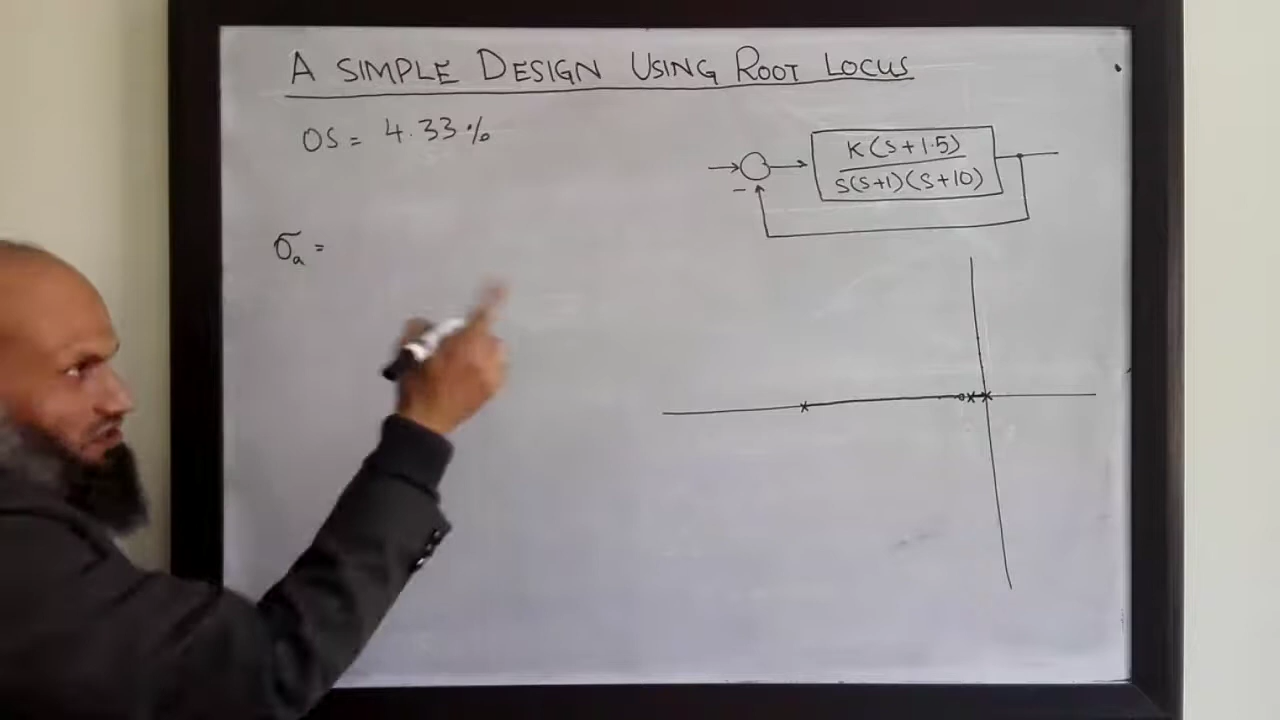 A SIMPLE DESIGN USING ROOT LOCUS
OS = 4.33 %
K(S+1.5)
S(S+1)(S+10)
−
σₐ =